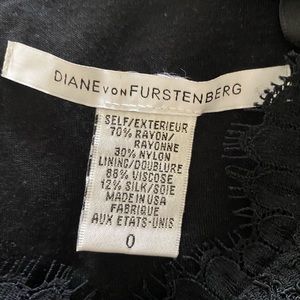 DIANE VON FURSTENBERG
SELF/EXTERIEUR
70% RAYON/
RAYONNE
30% NYLON
LINING/DOUBLURE
88% VISCOSE
12% SILK/SOIE
MADE IN USA
FABRIQUE
AUX ETATS-UNIS
0